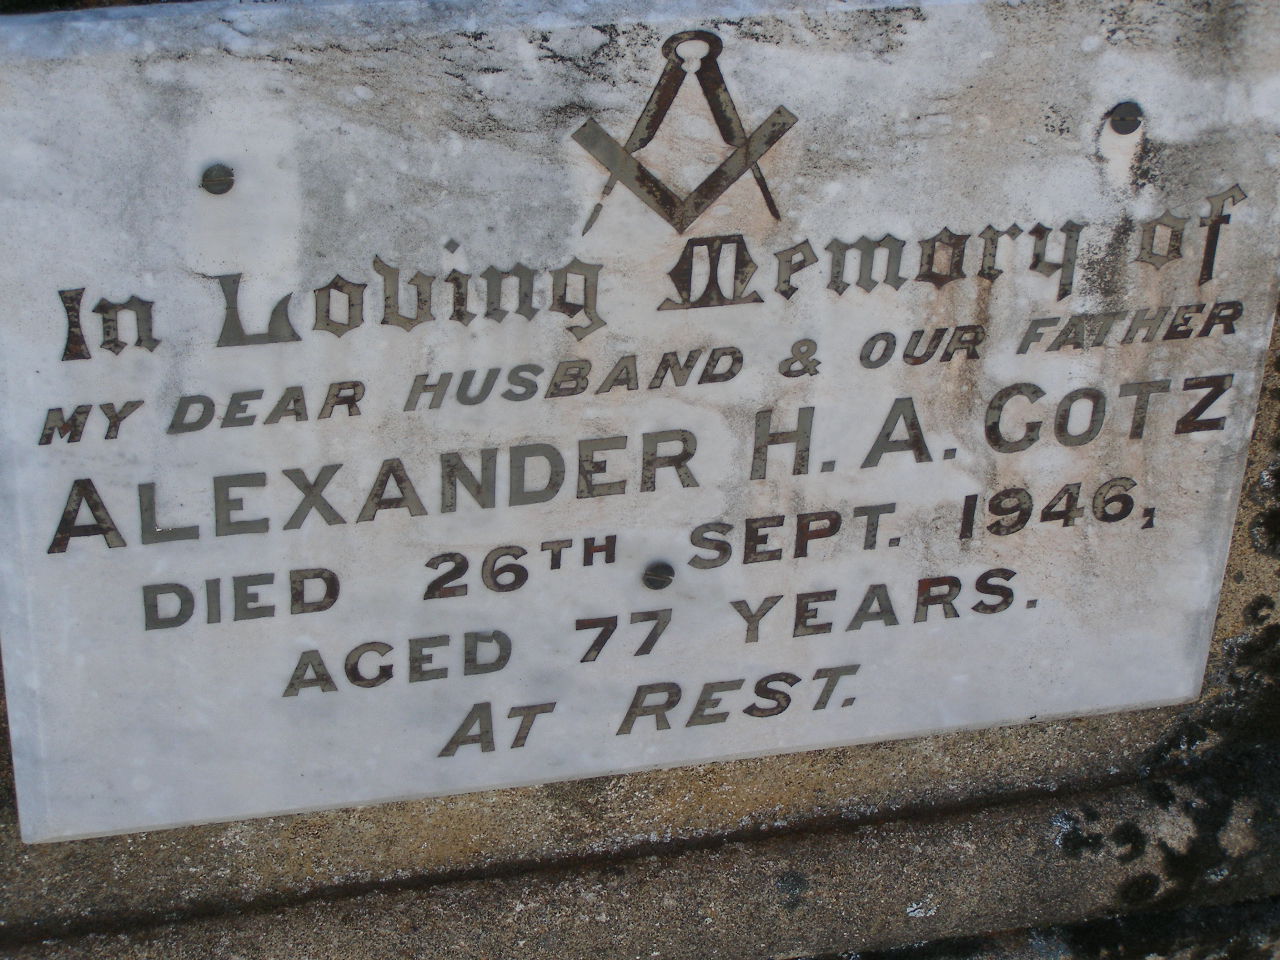 In Loving Memory of
MY DEAR HUSBAND & OUR FATHER
ALEXANDER H. A. GOTZ
DIED 26TH SEPT. 1946,
AGED 77 YEARS.
AT REST.